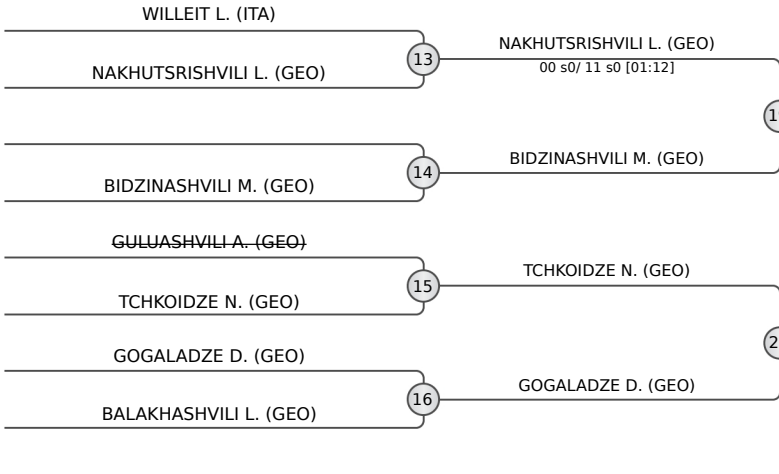 WILLEIT L. (ITA)
13
NAKHUTSRISHVILI L. (GEO)
00 s0/ 11 s0 [01:12]
NAKHUTSRISHVILI L. (GEO)
14
BIDZINASHVILI M. (GEO)
BIDZINASHVILI M. (GEO)
GULUASHVILI A. (GEO)
15
TCHKOIDZE N. (GEO)
TCHKOIDZE N. (GEO)
GOGALADZE D. (GEO)
16
GOGALADZE D. (GEO)
BALAKHASHVILI L. (GEO)